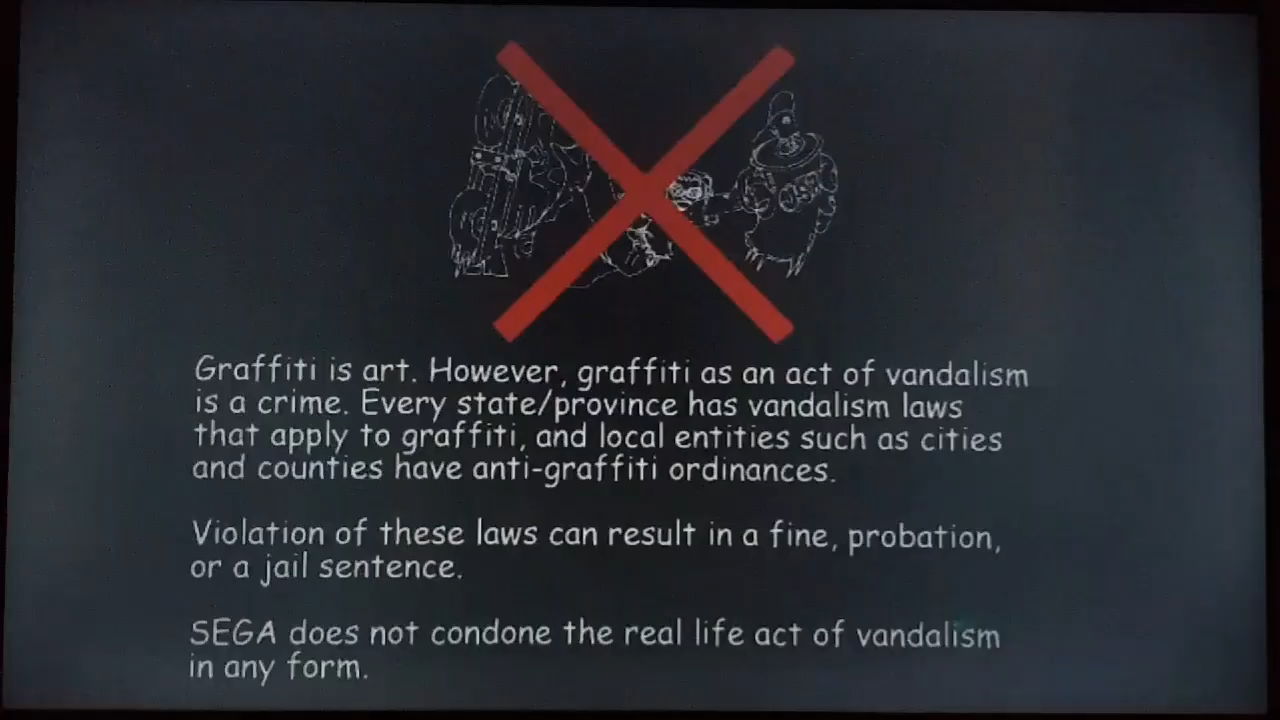 Graffiti is art. However, graffiti as an act of vandalism
is a crime. Every state/province has vandalism laws
that apply to graffiti, and local entities such as cities
and counties have anti-graffiti ordinances.
Violation of these laws can result in a fine, probation,
or a jail sentence.
SEGA does not condone the real life act of vandalism
in any form.